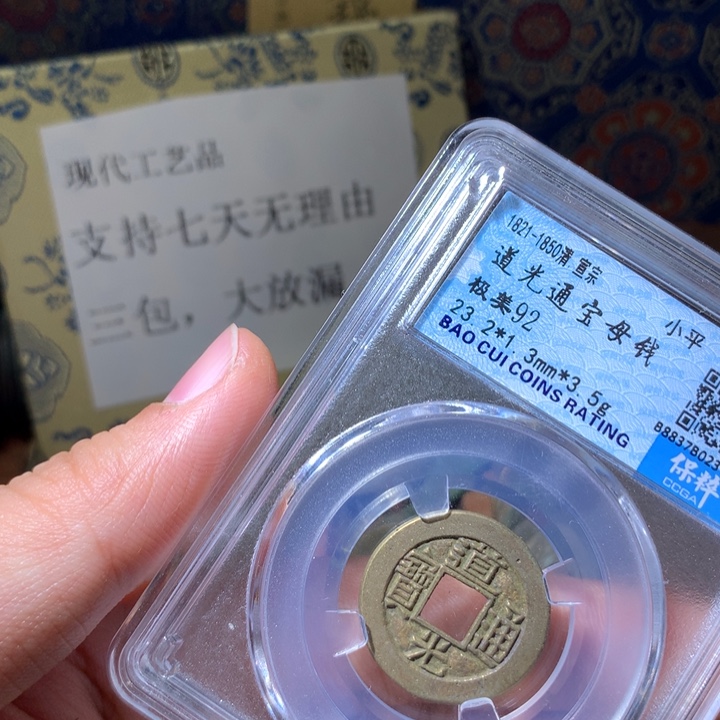 现代工艺品
支持七天无理由
三包，大放漏
1821-1850清 宣宗
道光通宝母钱
小平
极美92
23.2*1.3mm*3.5g
BAO CUI COINS RATING
B8837B023
保粹
CCGA
道光通寶